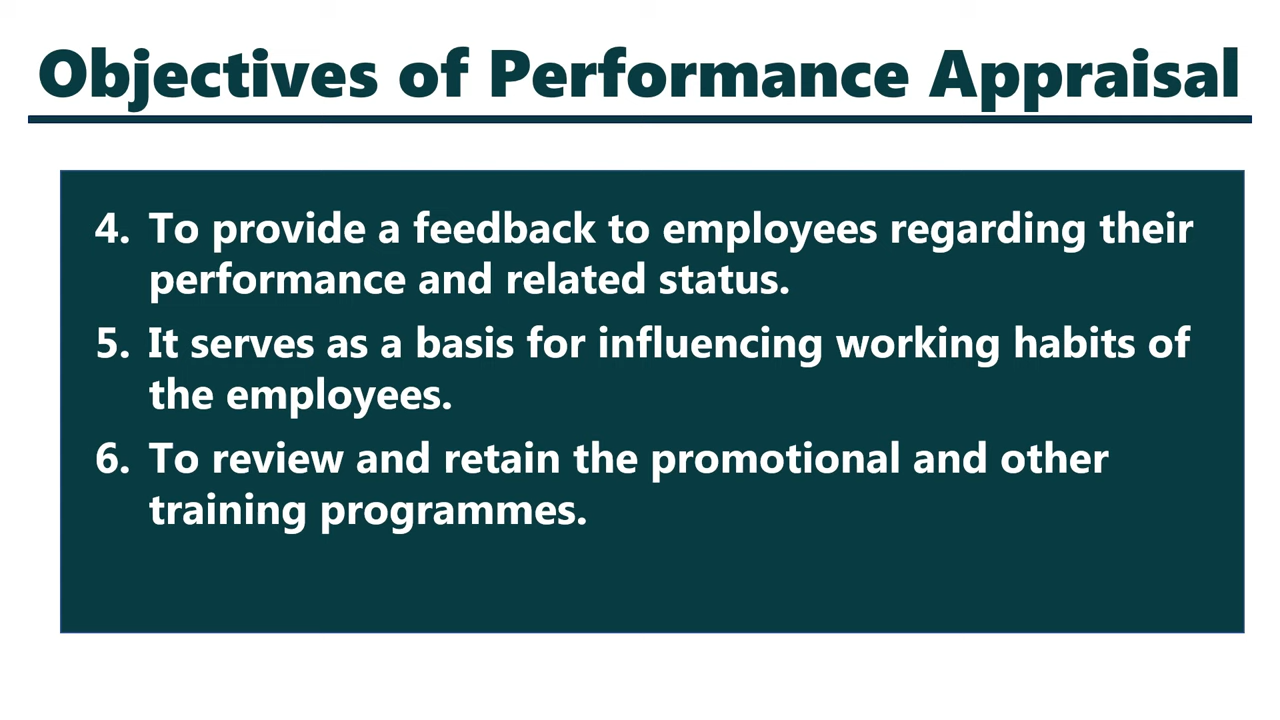 Objectives of Performance Appraisal
4. To provide a feedback to employees regarding their
performance and related status.
5. It serves as a basis for influencing working habits of
the employees.
6. To review and retain the promotional and other
training programmes.